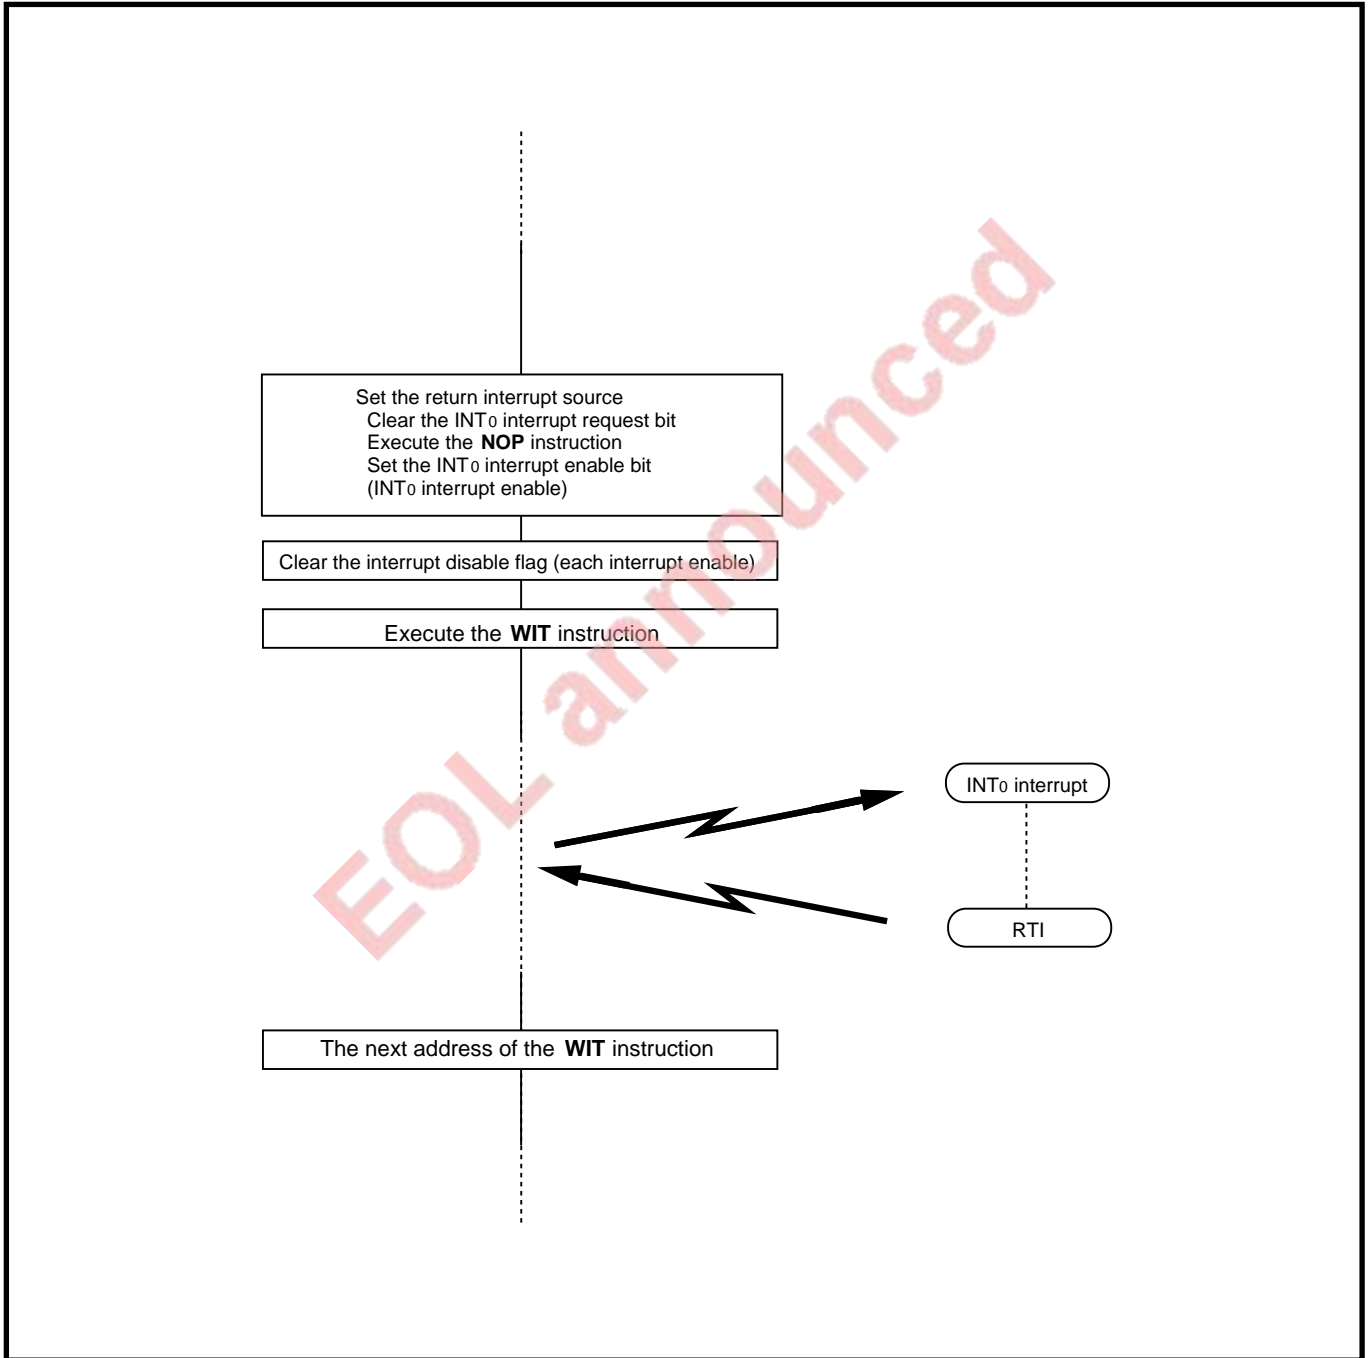 Set the return interrupt source
Clear the INT0 interrupt request bit
Execute the NOP instruction
Set the INT0 interrupt enable bit
(INT0 interrupt enable)
Clear the interrupt disable flag (each interrupt enable)
Execute the WIT instruction
EOL announced
INT0 interrupt
RTI
The next address of the WIT instruction